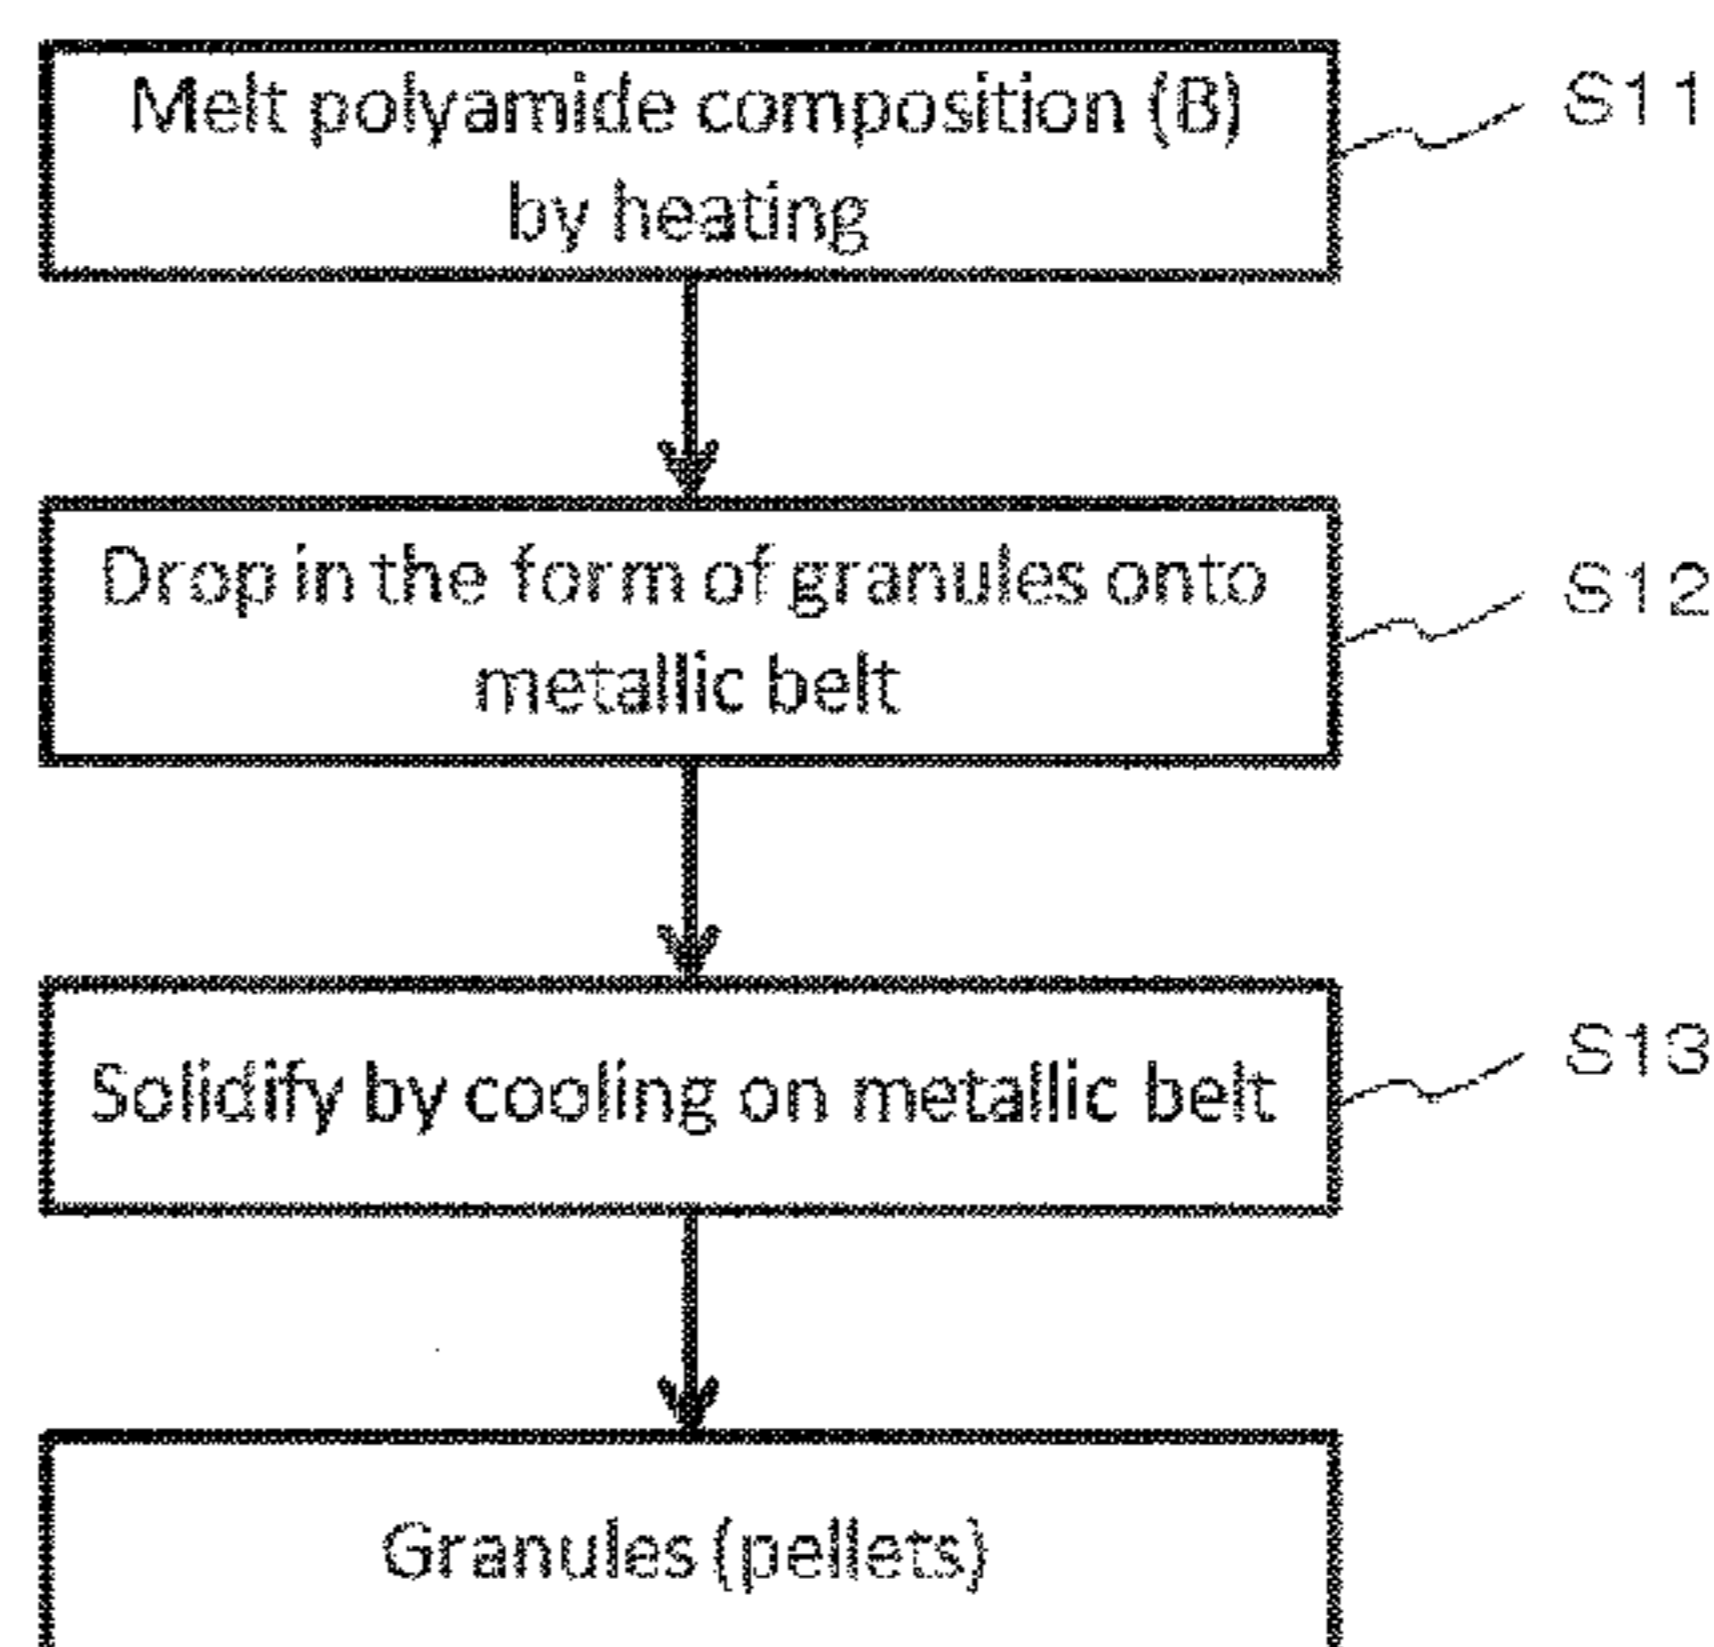 Melt polyamide composition (B)
by heating
S11
Drop in the form of granules onto
metallic belt
S12
Solidify by cooling on metallic belt
S13
Granules (pellets)